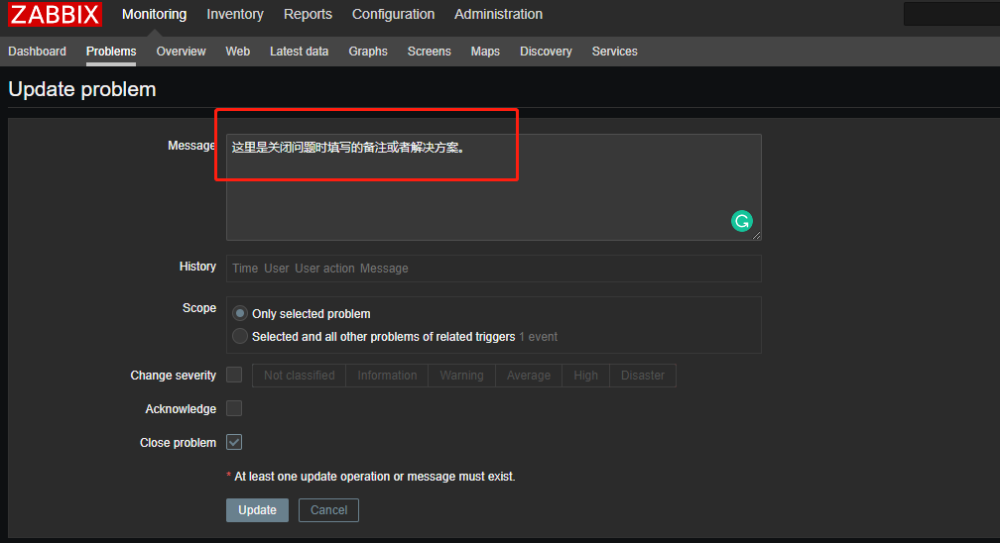 ZABBIX Monitoring Inventory Reports Configuration Administration
Dashboard Problems Overview Web Latest data Graphs Screens Maps Discovery Services
Update problem
Message 这里是关闭问题时填写的备注或者解决方案。
History Time User User action Message
Scope Only selected problem
Selected and all other problems of related triggers 1 event
Change severity Not classified Information Warning Average High Disaster
Acknowledge
Close problem
* At least one update operation or message must exist.
Update Cancel